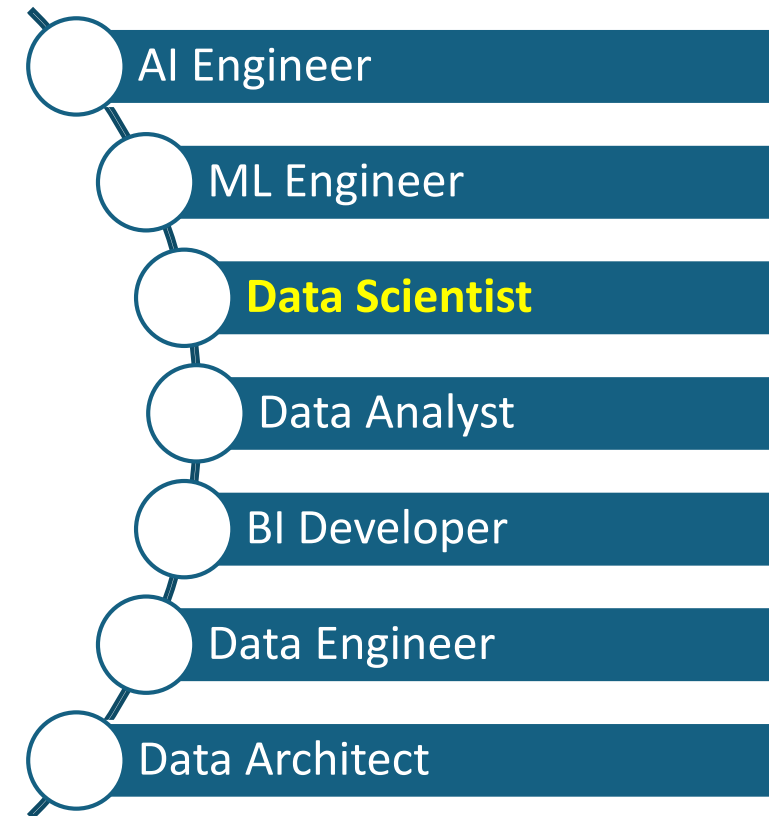 AI Engineer
ML Engineer
Data Scientist
Data Analyst
BI Developer
Data Engineer
Data Architect